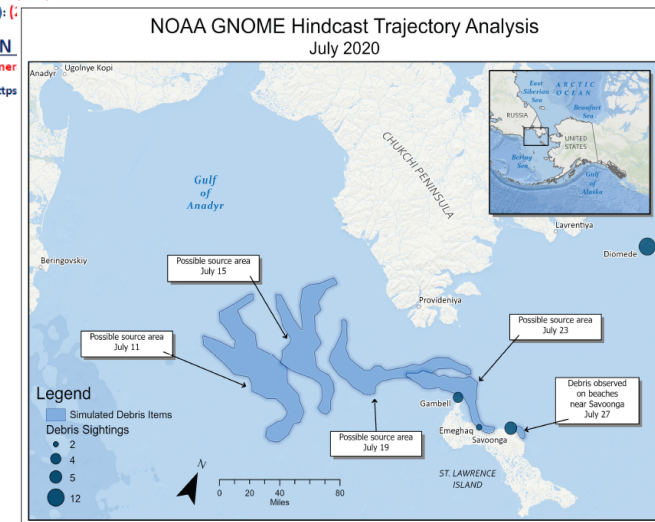 ): (2
N
mer
ttps
NOAA GNOME Hindcast Trajectory Analysis
July 2020
Anadyr
Ugolnye Kopi
East
Siberian
Sea
ARCTIC
OCEAN
Beaufort
Sea
RUSSIA
UNITED
STATES
Bering
Sea
Gulf
of
Alaska
CHUKCHI PENINSULA
Gulf
of
Anadyr
Lavrentiya
Diomede
Beringovskiy
Possible source area
July 15
Provideniya
Possible source area
July 11
Possible source area
July 23
Debris observed
on beaches
near Savoonga
July 27
Gambell
Emeghaq
Savoonga
Possible source area
July 19
ST. LAWRENCE
ISLAND
Legend
Simulated Debris Items
Debris Sightings
2
4
5
12
N
0 20 40 80
Miles